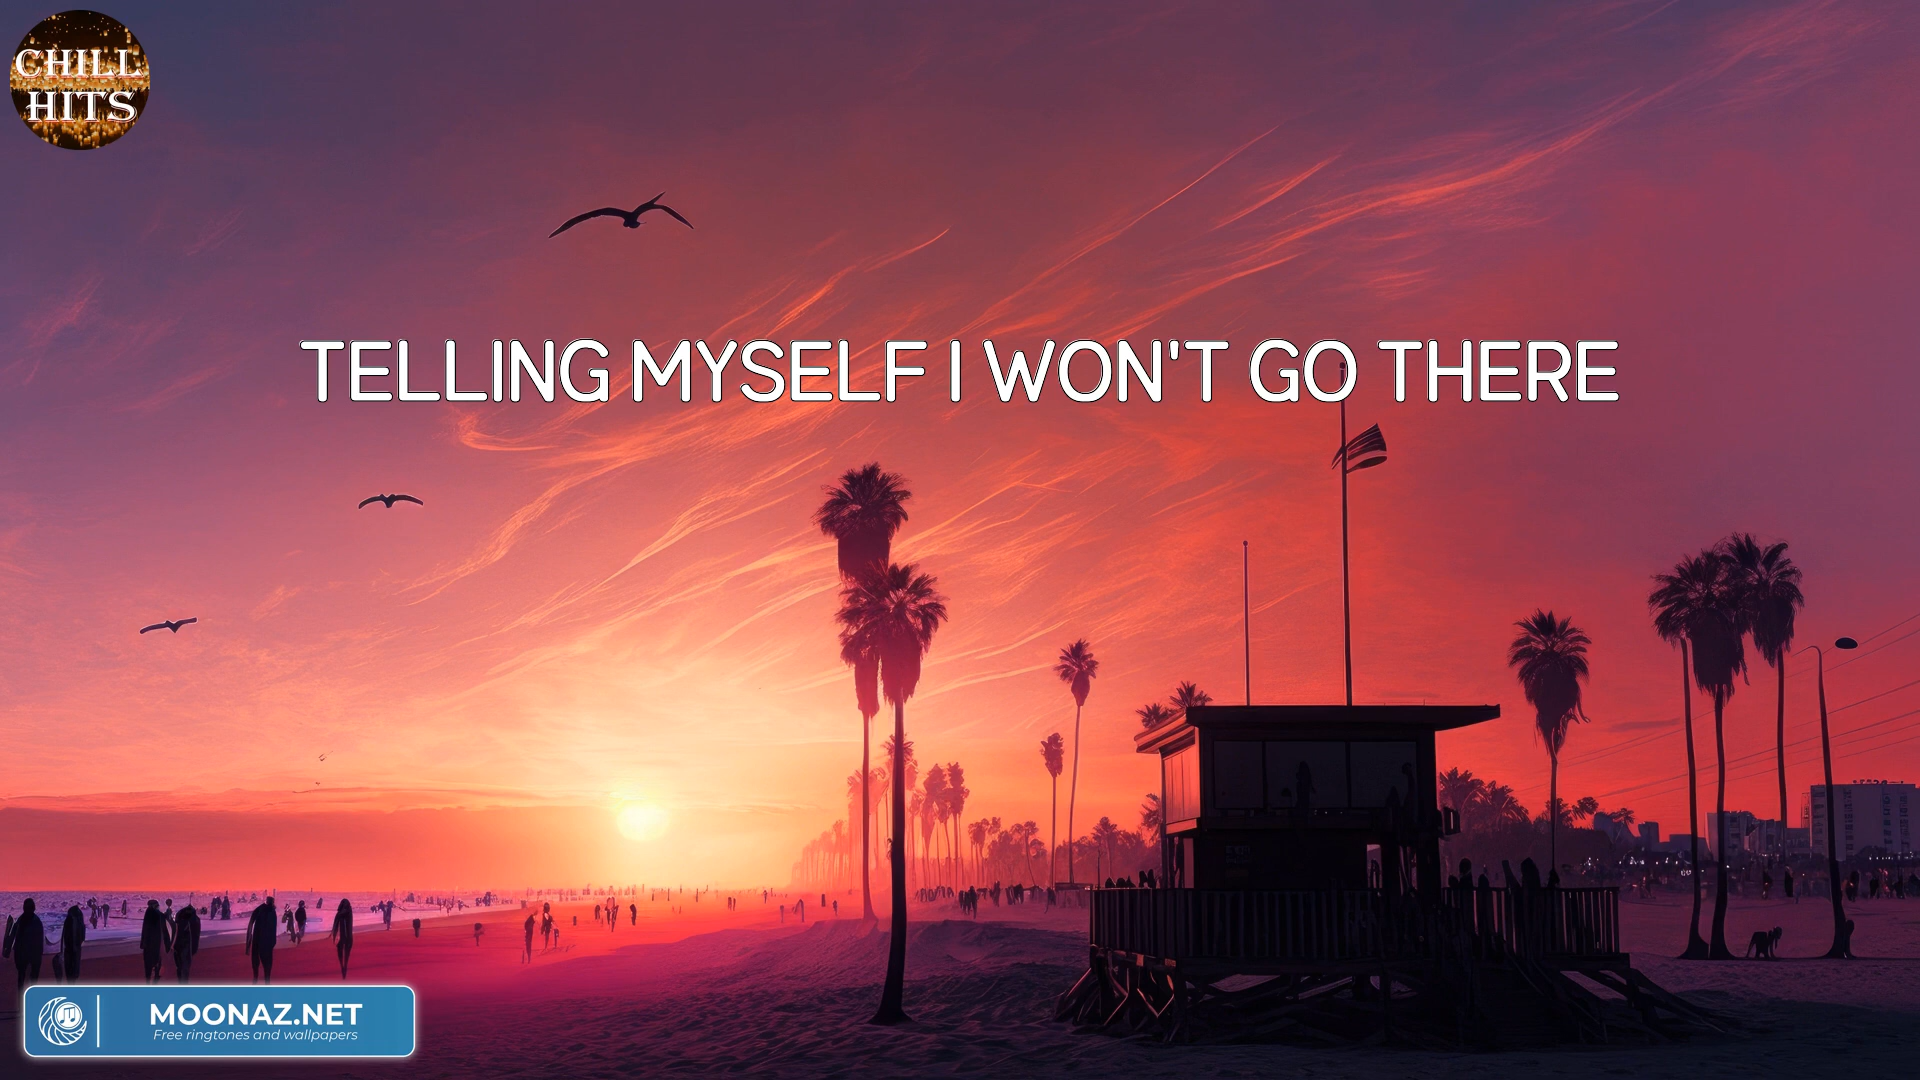 CHILL
HITS
TELLING MYSELF I WON'T GO THERE
MOONAZ.NET
Free ringtones and wallpapers